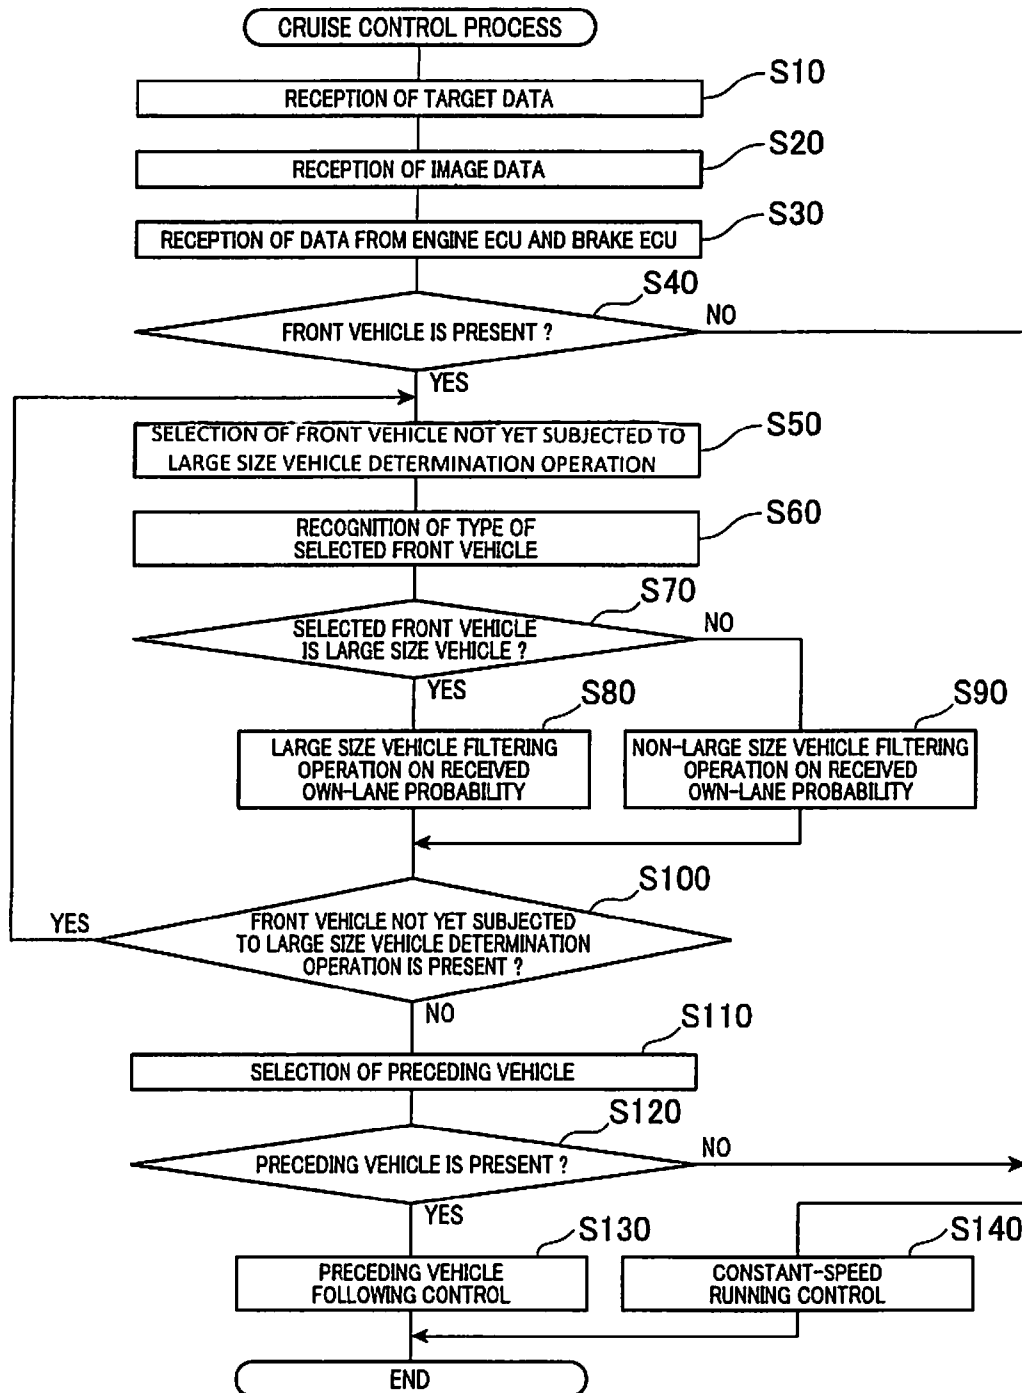 CRUISE CONTROL PROCESS
S10
RECEPTION OF TARGET DATA
S20
RECEPTION OF IMAGE DATA
S30
RECEPTION OF DATA FROM ENGINE ECU AND BRAKE ECU
S40
FRONT VEHICLE IS PRESENT ?
NO
YES
S50
SELECTION OF FRONT VEHICLE NOT YET SUBJECTED TO
LARGE SIZE VEHICLE DETERMINATION OPERATION
S60
RECOGNITION OF TYPE OF
SELECTED FRONT VEHICLE
S70
SELECTED FRONT VEHICLE
IS LARGE SIZE VEHICLE ?
NO
YES
S80
LARGE SIZE VEHICLE FILTERING
OPERATION ON RECEIVED
OWN-LANE PROBABILITY
S90
NON-LARGE SIZE VEHICLE FILTERING
OPERATION ON RECEIVED
OWN-LANE PROBABILITY
S100
YES
FRONT VEHICLE NOT YET SUBJECTED
TO LARGE SIZE VEHICLE DETERMINATION
OPERATION IS PRESENT ?
NO
S110
SELECTION OF PRECEDING VEHICLE
S120
PRECEDING VEHICLE IS PRESENT ?
NO
YES
S130
PRECEDING VEHICLE
FOLLOWING CONTROL
S140
CONSTANT-SPEED
RUNNING CONTROL
END